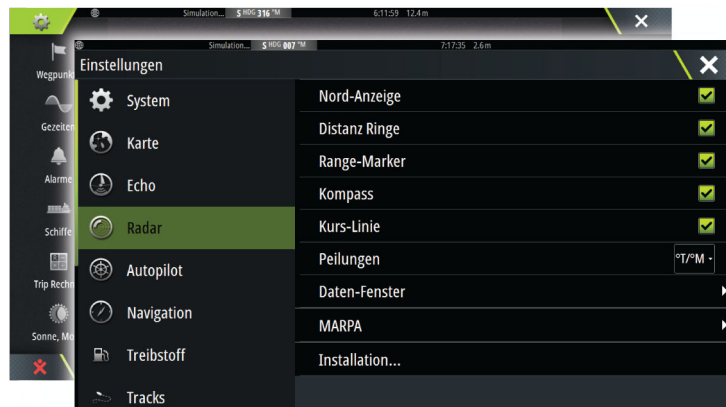 Simulation... S HDG 316 °M 6:11:59 12.4 m
Wegpunk
Gezeiten
Alarme
Schiffe
Trip Rechn
Sonne, Mo
Simulation... S HDG 007 °M 7:17:35 2.6 m
Einstellungen
System
Karte
Echo
Radar
Autopilot
Navigation
Treibstoff
Tracks
Nord-Anzeige
Distanz Ringe
Range-Marker
Kompass
Kurs-Linie
Peilungen °T/°M
Daten-Fenster
MARPA
Installation...